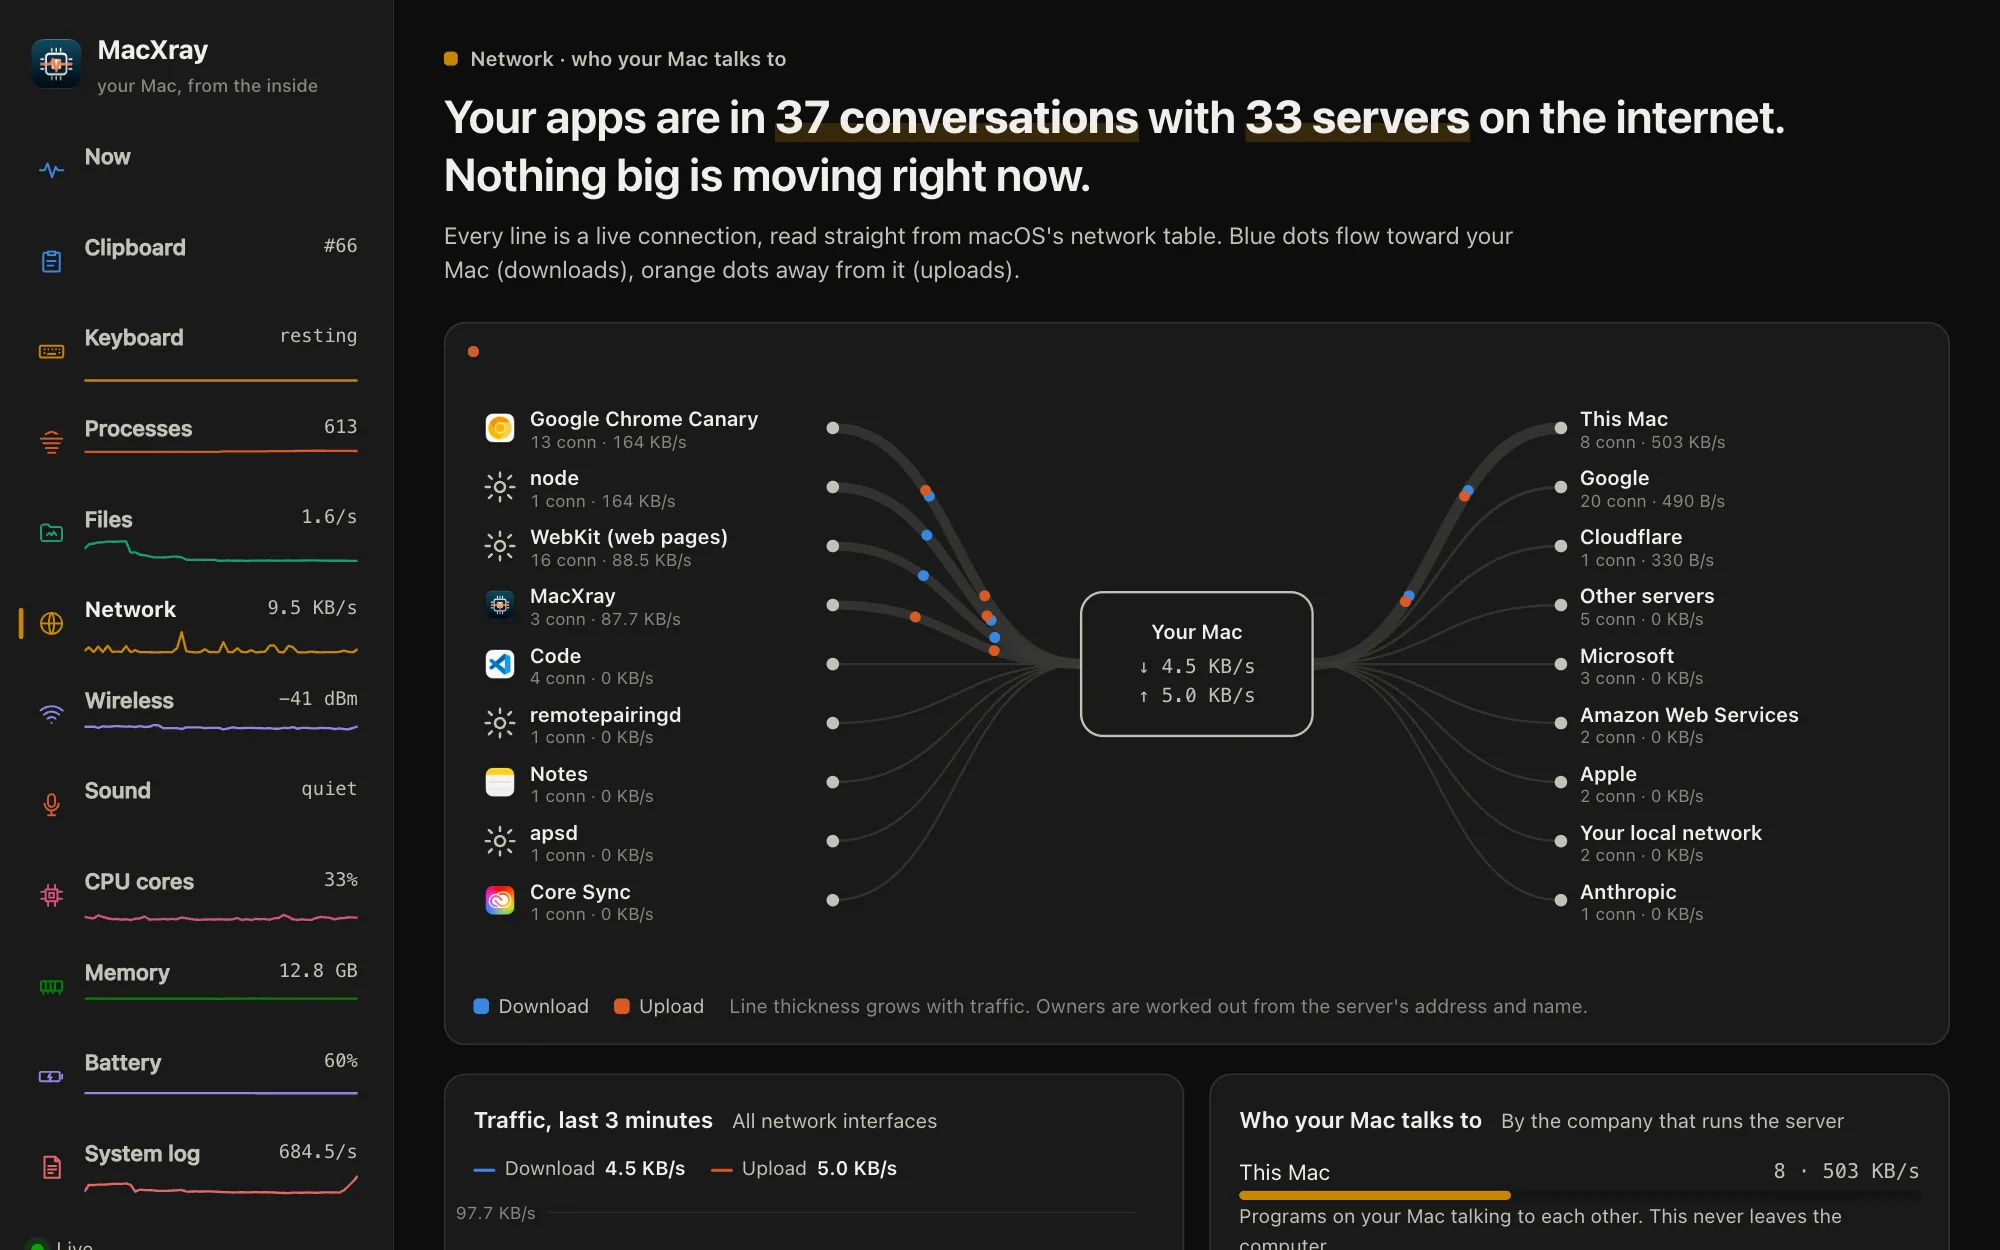 MacXray
your Mac, from the inside
Now
Clipboard #66
Keyboard resting
Processes 613
Files 1.6/s
Network 9.5 KB/s
Wireless −41 dBm
Sound quiet
CPU cores 33%
Memory 12.8 GB
Battery 60%
System log 684.5/s
Live
Network · who your Mac talks to
Your apps are in 37 conversations with 33 servers on the internet.
Nothing big is moving right now.
Every line is a live connection, read straight from macOS's network table. Blue dots flow toward your
Mac (downloads), orange dots away from it (uploads).
Google Chrome Canary
13 conn · 164 KB/s
node
1 conn · 164 KB/s
WebKit (web pages)
16 conn · 88.5 KB/s
MacXray
3 conn · 87.7 KB/s
Code
4 conn · 0 KB/s
remotepairingd
1 conn · 0 KB/s
Notes
1 conn · 0 KB/s
apsd
1 conn · 0 KB/s
Core Sync
1 conn · 0 KB/s
Your Mac
↓ 4.5 KB/s
↑ 5.0 KB/s
This Mac
8 conn · 503 KB/s
Google
20 conn · 490 B/s
Cloudflare
1 conn · 330 B/s
Other servers
5 conn · 0 KB/s
Microsoft
3 conn · 0 KB/s
Amazon Web Services
2 conn · 0 KB/s
Apple
2 conn · 0 KB/s
Your local network
2 conn · 0 KB/s
Anthropic
1 conn · 0 KB/s
Download Upload Line thickness grows with traffic. Owners are worked out from the server's address and name.
Traffic, last 3 minutes All network interfaces
Download 4.5 KB/s Upload 5.0 KB/s
97.7 KB/s
Who your Mac talks to By the company that runs the server
This Mac 8 · 503 KB/s
Programs on your Mac talking to each other. This never leaves the
computer